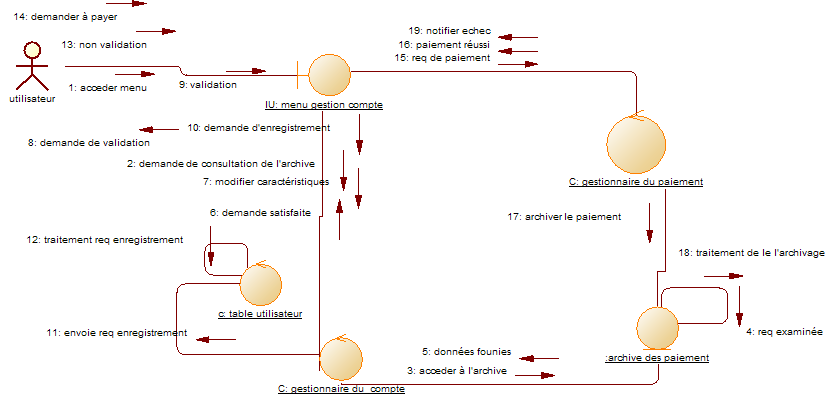 14: demander à payer
19: notifier echec
13: non validation
16: paiement réussi
15: req de paiement
utilisateur
1: acceder menu
9: validation
IU: menu gestion compte
10: demande d'enregistrement
8: demande de validation
2: demande de consultation de l'archive
7: modifier caractéristiques
C: gestionnaire du paiement
6: demande satisfaite
17: archiver le paiement
12: traitement req enregistrement
18: traitement de le l'archivage
c: table utilisateur
11: envoie req enregistrement
4: req examinée
5: données founies
:archive des paiement
3: acceder à l'archive
C: gestionnaire du compte